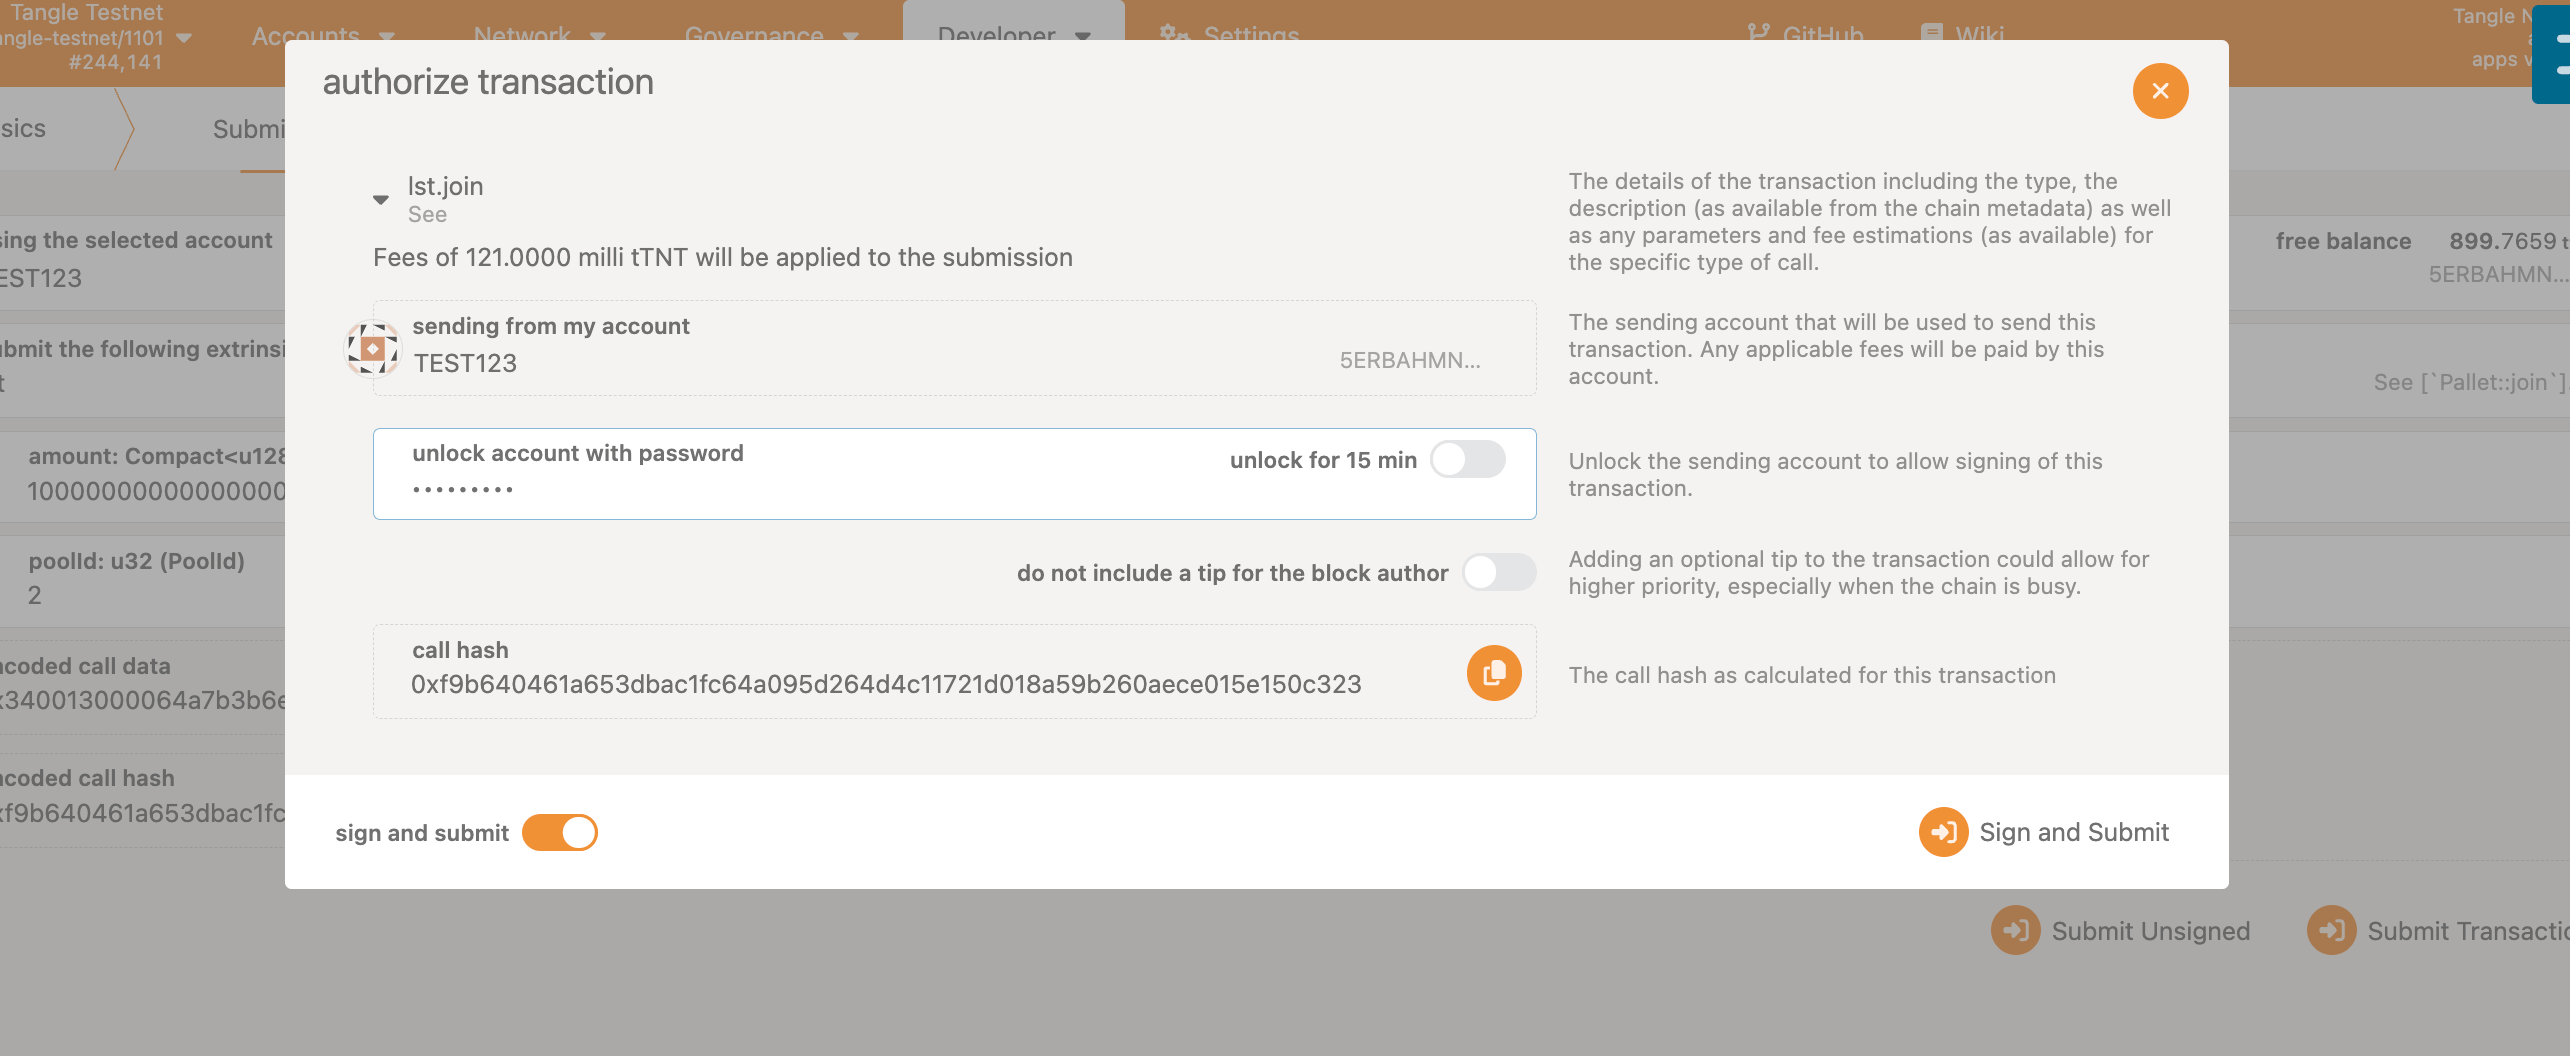 Tangle Testnet
angle-testnet/1101
#244,141
Accounts
Network
Governance
Developer
Settings
GitHub
Wiki
Tangle N
apps v
sics
Submi
authorize transaction
lst.join
See
Fees of 121.0000 milli tTNT will be applied to the submission
The details of the transaction including the type, the
description (as available from the chain metadata) as well
as any parameters and fee estimations (as available) for
the specific type of call.
sing the selected account
EST123
free balance 899.7659 t
5ERBAHMN...
sending from my account
TEST123
5ERBAHMN...
The sending account that will be used to send this
transaction. Any applicable fees will be paid by this
account.
ubmit the following extrinsi
t
See [`Pallet::join`].
unlock account with password
•••••••••
unlock for 15 min
Unlock the sending account to allow signing of this
transaction.
amount: Compact<u128
10000000000000000
do not include a tip for the block author
Adding an optional tip to the transaction could allow for
higher priority, especially when the chain is busy.
poolId: u32 (PoolId)
2
call hash
0xf9b640461a653dbac1fc64a095d264d4c11721d018a59b260aece015e150c323
The call hash as calculated for this transaction
ncoded call data
x340013000064a7b3b6e
ncoded call hash
xf9b640461a653dbac1fc
sign and submit
Sign and Submit
Submit Unsigned
Submit Transactio